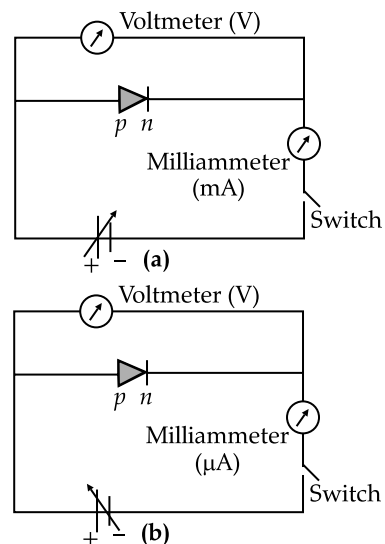 Voltmeter (V)
p n
Milliammeter
(mA)
Switch
+ − (a)
Voltmeter (V)
p n
Milliammeter
(μA)
Switch
+ − (b)